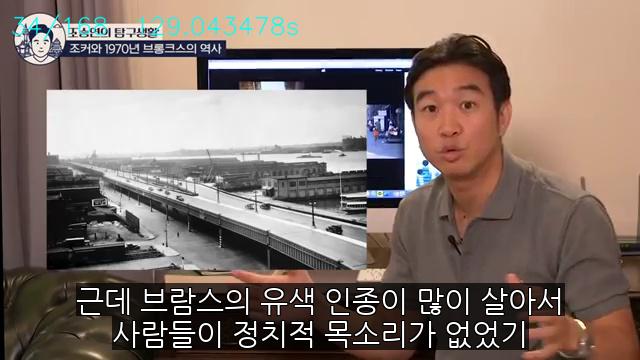 34/168 129.043478s
조승연의 탐구생활
조커와 1970년 브롱크스의 역사
근데 브람스의 유색 인종이 많이 살아서
사람들이 정치적 목소리가 없었기